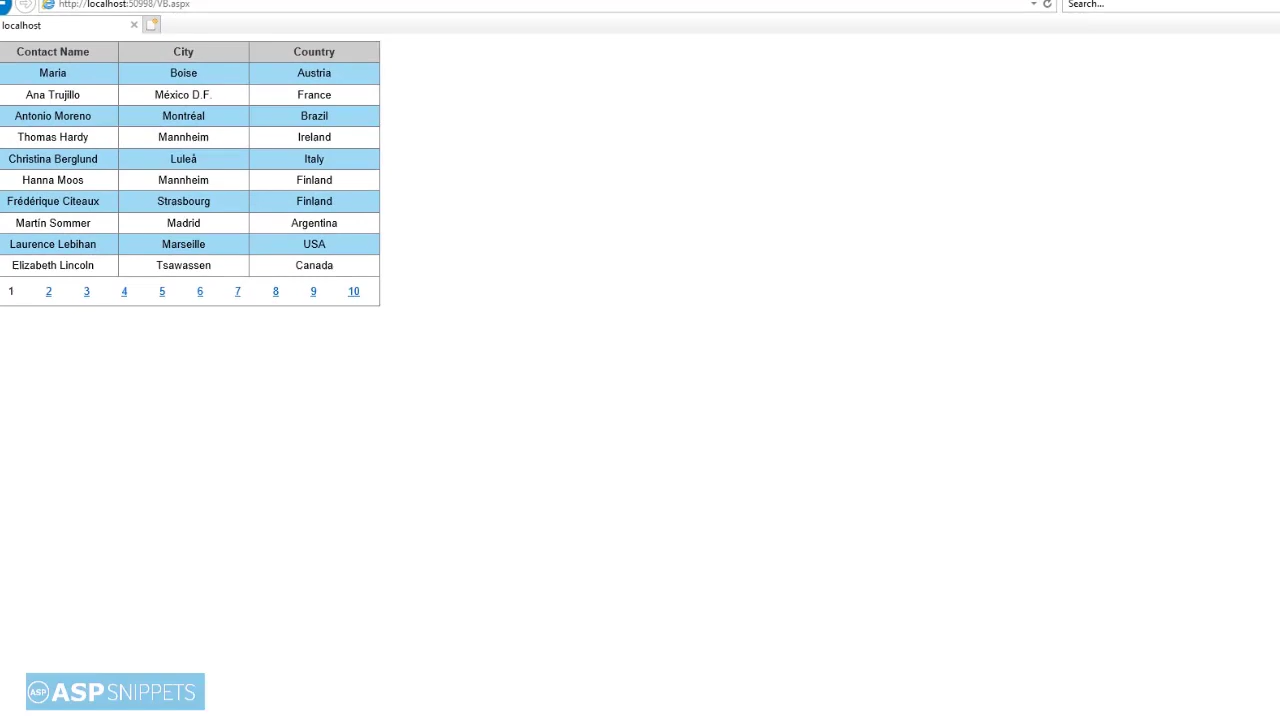 http://localhost:50998/VB.aspx Search...
localhost
Contact Name City Country
Maria Boise Austria
Ana Trujillo México D.F. France
Antonio Moreno Montréal Brazil
Thomas Hardy Mannheim Ireland
Christina Berglund Luleå Italy
Hanna Moos Mannheim Finland
Frédérique Citeaux Strasbourg Finland
Martín Sommer Madrid Argentina
Laurence Lebihan Marseille USA
Elizabeth Lincoln Tsawassen Canada
1 2 3 4 5 6 7 8 9 10
ASP ASPSNIPPETS